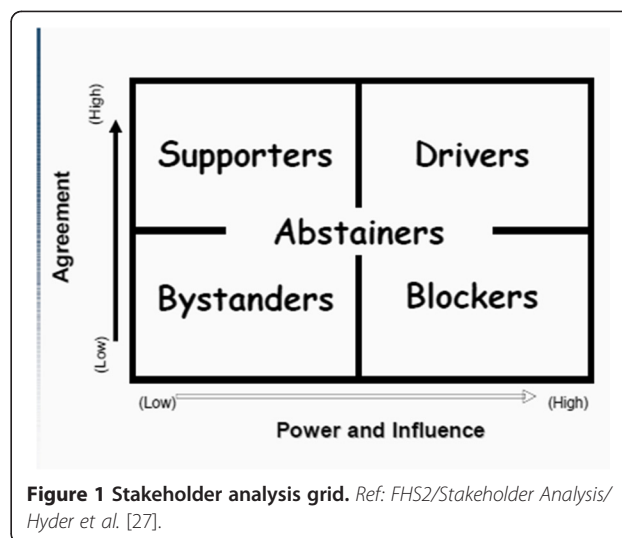 (High)
Agreement
(Low)
Supporters
Drivers
Abstainers
Bystanders
Blockers
(Low)
(High)
Power and Influence
Figure 1 Stakeholder analysis grid. Ref: FHS2/Stakeholder Analysis/
Hyder et al. [27].